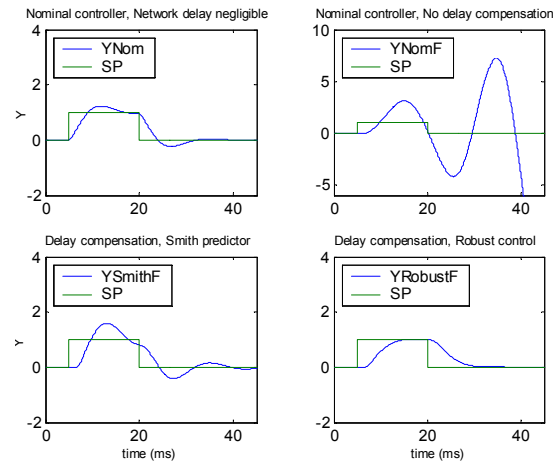 Nominal controller, Network delay negligible
4
2
0
-2
Y
YNom
SP
0
20
40
Nominal controller, No delay compensation
10
5
0
-5
YNomF
SP
0
20
40
Delay compensation, Smith predictor
4
2
0
-2
Y
YSmithF
SP
0
20
40
time (ms)
Delay compensation, Robust control
4
2
0
-2
YRobustF
SP
0
20
40
time (ms)